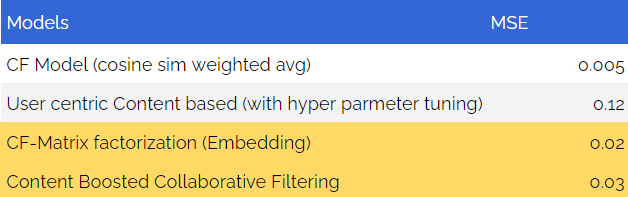 Models MSE
CF Model (cosine sim weighted avg) 0.005
User centric Content based (with hyper parmeter tuning) 0.12
CF-Matrix factorization (Embedding) 0.02
Content Boosted Collaborative Filtering 0.03